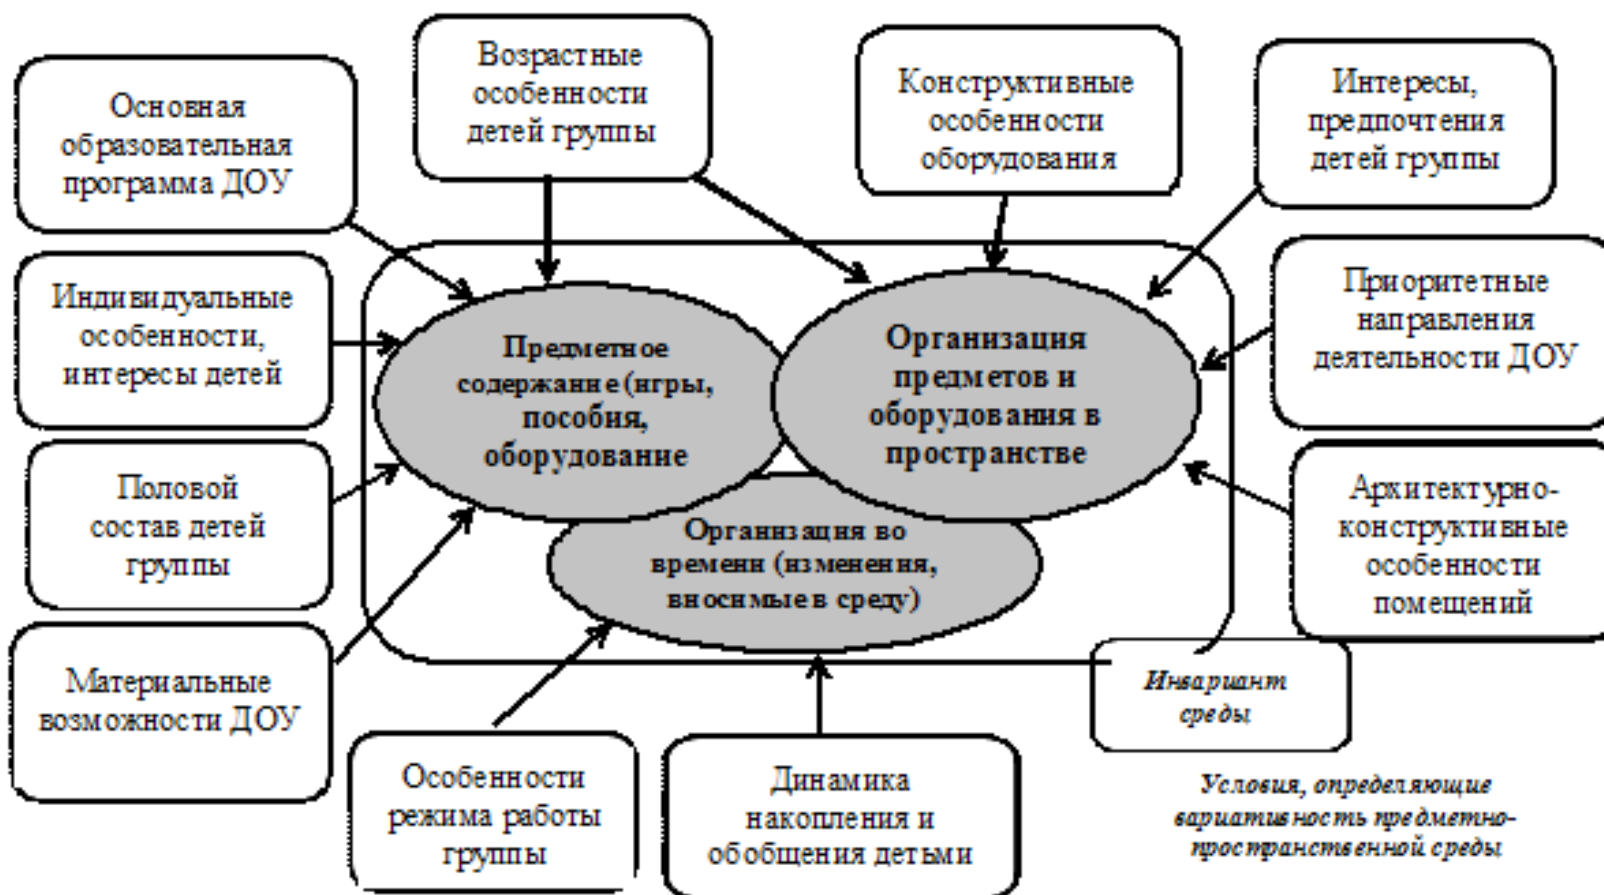 Основная
образовательная
программа ДОУ
Возрастные
особенности
детей группы
Конструктивные
особенности
оборудования
Интересы,
предпочтения
детей группы
Индивидуальные
особенности,
интересы детей
Предметное
содержание (игры,
пособия,
оборудование
Организация
предметов и
оборудования в
пространстве
Приоритетные
направления
деятельности ДОУ
Половой
состав детей
группы
Организация во
времени (изменения,
вносимые в среду)
Архитектурно-
конструктивные
особенности
помещений
Материальные
возможности ДОУ
Инвариант
среды
Особенности
режима работы
группы
Динамика
накопления и
обобщения детьми
Условия, определяющие
вариативность предметно-
пространственной среды